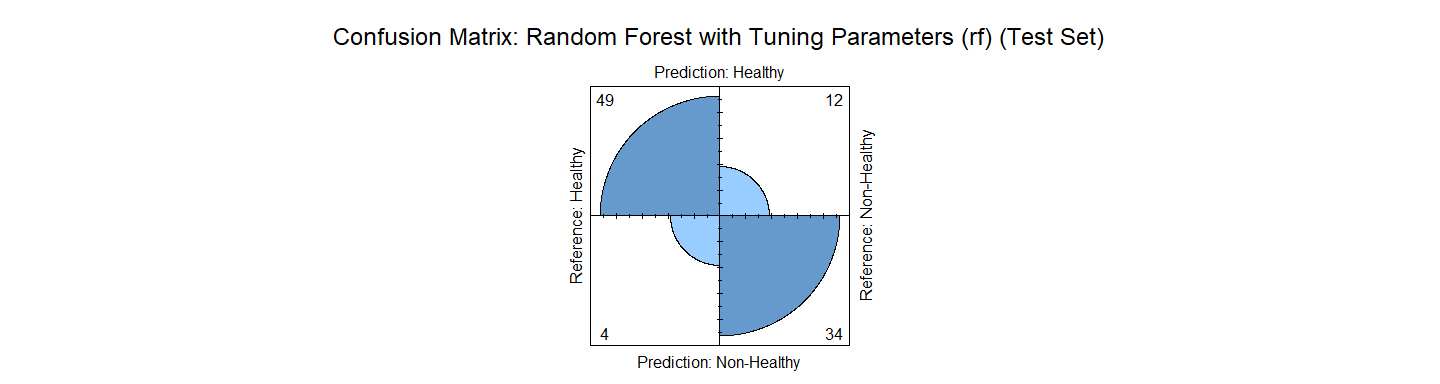 Confusion Matrix: Random Forest with Tuning Parameters (rf) (Test Set)
Prediction: Healthy
49
12
Reference: Healthy
Reference: Non-Healthy
4
34
Prediction: Non-Healthy